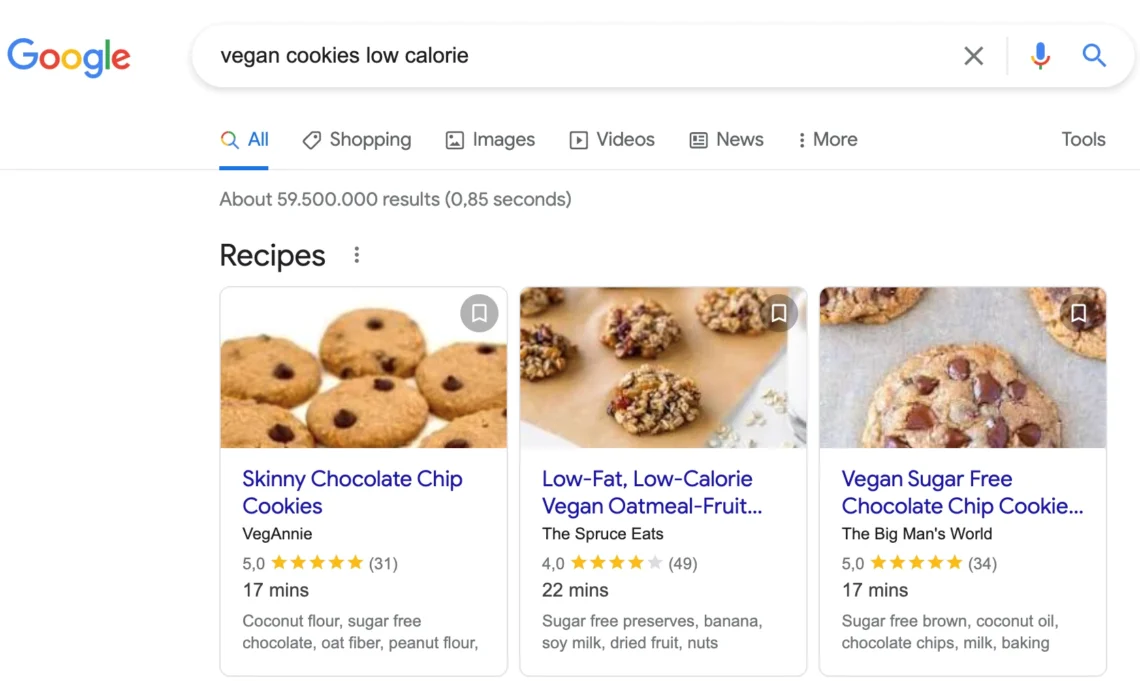 Google
vegan cookies low calorie
All
Shopping
Images
Videos
News
More
Tools
About 59.500.000 results (0,85 seconds)
Recipes
Skinny Chocolate Chip
Cookies
VegAnnie
5,0 ★★★★★ (31)
17 mins
Coconut flour, sugar free
chocolate, oat fiber, peanut flour,
Low-Fat, Low-Calorie
Vegan Oatmeal-Fruit...
The Spruce Eats
4,0 ★★★★★ (49)
22 mins
Sugar free preserves, banana,
soy milk, dried fruit, nuts
Vegan Sugar Free
Chocolate Chip Cookie...
The Big Man's World
5,0 ★★★★★ (34)
17 mins
Sugar free brown, coconut oil,
chocolate chips, milk, baking